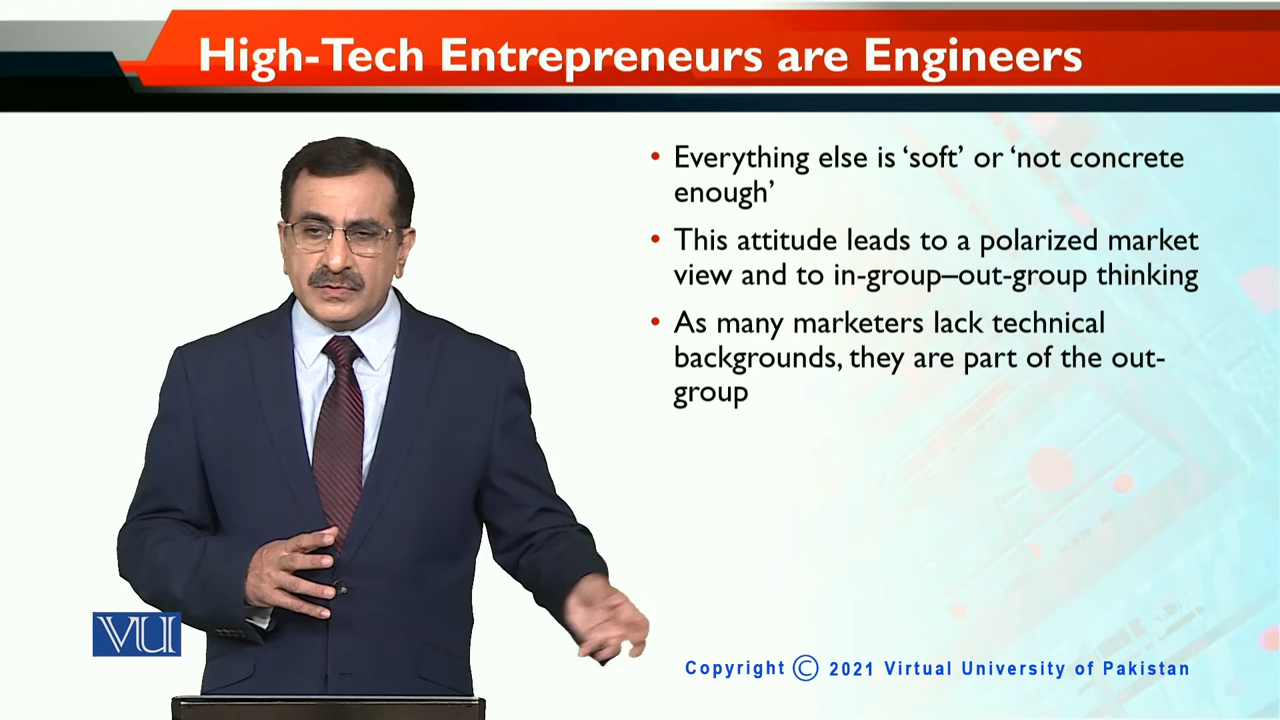 High-Tech Entrepreneurs are Engineers
• Everything else is ‘soft’ or ‘not concrete
enough’
• This attitude leads to a polarized market
view and to in-group–out-group thinking
• As many marketers lack technical
backgrounds, they are part of the out-
group
VU
Copyright © 2021 Virtual University of Pakistan